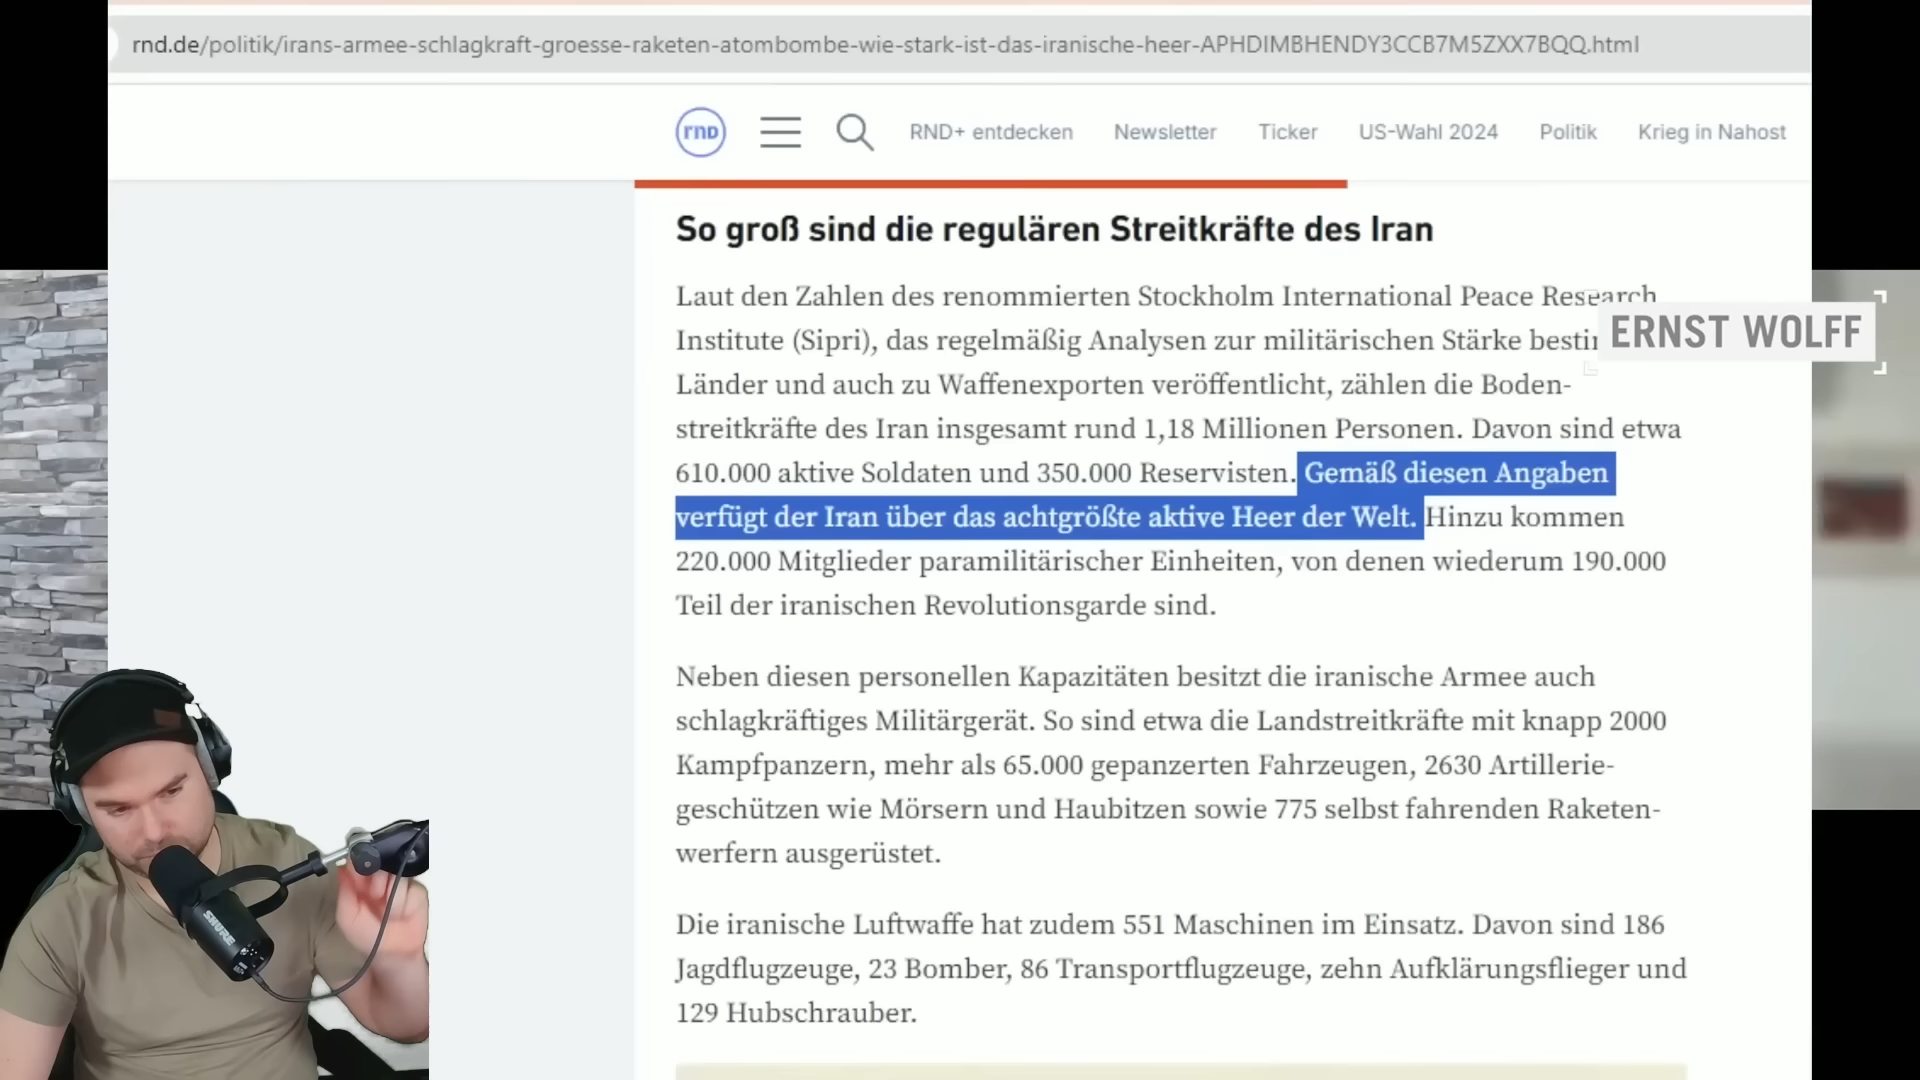 rnd.de/politik/irans-armee-schlagkraft-groesse-raketen-atombombe-wie-stark-ist-das-iranische-heer-APHDIMBHENDY3CCB7M5ZXX7BQQ.html
rnd RND+ entdecken Newsletter Ticker US-Wahl 2024 Politik Krieg in Nahost
So groß sind die regulären Streitkräfte des Iran
Laut den Zahlen des renommierten Stockholm International Peace Research
ERNST WOLFF
Institute (Sipri), das regelmäßig Analysen zur militärischen Stärke
Länder und auch zu Waffenexporten veröffentlicht, zählen die Boden-
streitkräfte des Iran insgesamt rund 1,18 Millionen Personen. Davon sind etwa
610.000 aktive Soldaten und 350.000 Reservisten. Gemäß diesen Angaben
verfügt der Iran über das achtgrößte aktive Heer der Welt. Hinzu kommen
220.000 Mitglieder paramilitärischer Einheiten, von denen wiederum 190.000
Teil der iranischen Revolutionsgarde sind.
Neben diesen personellen Kapazitäten besitzt die iranische Armee auch
schlagkräftiges Militärgerät. So sind etwa die Landstreitkräfte mit knapp 2000
Kampfpanzern, mehr als 65.000 gepanzerten Fahrzeugen, 2630 Artillerie-
geschützen wie Mörsern und Haubitzen sowie 775 selbst fahrenden Raketen-
werfern ausgerüstet.
Die iranische Luftwaffe hat zudem 551 Maschinen im Einsatz. Davon sind 186
Jagdflugzeuge, 23 Bomber, 86 Transportflugzeuge, zehn Aufklärungsflieger und
129 Hubschrauber.
SHURE